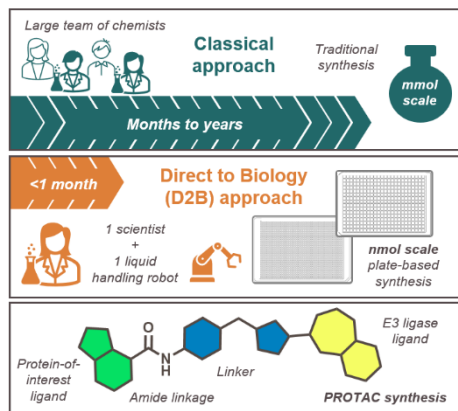 Large team of chemists
Classical
approach
Traditional
synthesis
mmol
scale
Months to years
<1 month
Direct to Biology
(D2B) approach
1 scientist
+
1 liquid
handling robot
nmol scale
plate-based
synthesis
O
N
H
Protein-of-
interest
ligand
Amide linkage
Linker
E3 ligase
ligand
PROTAC synthesis